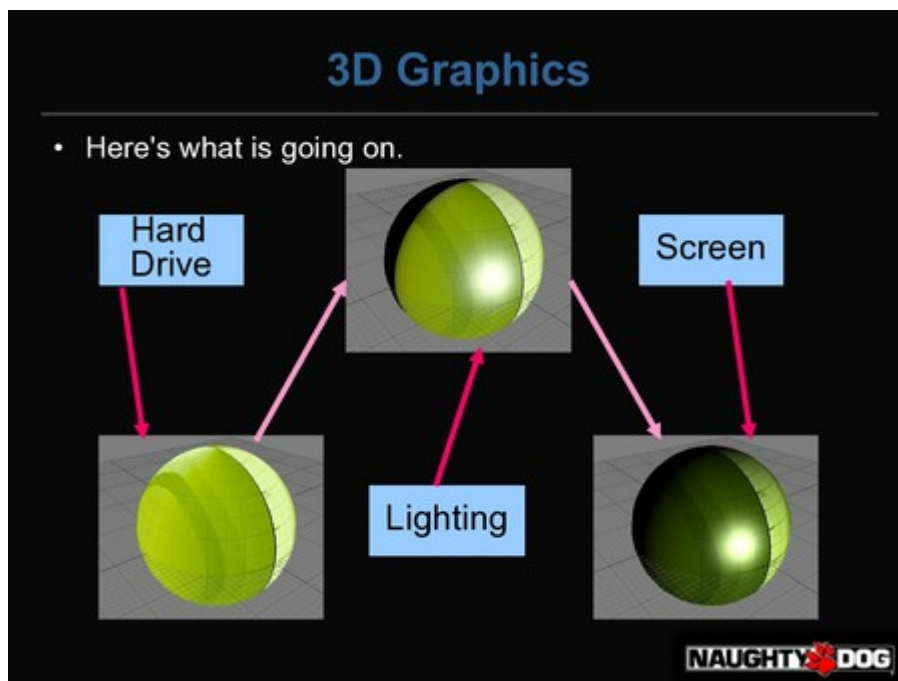 3D Graphics
• Here's what is going on.
Hard
Drive
Screen
Lighting
NAUGHTY DOG